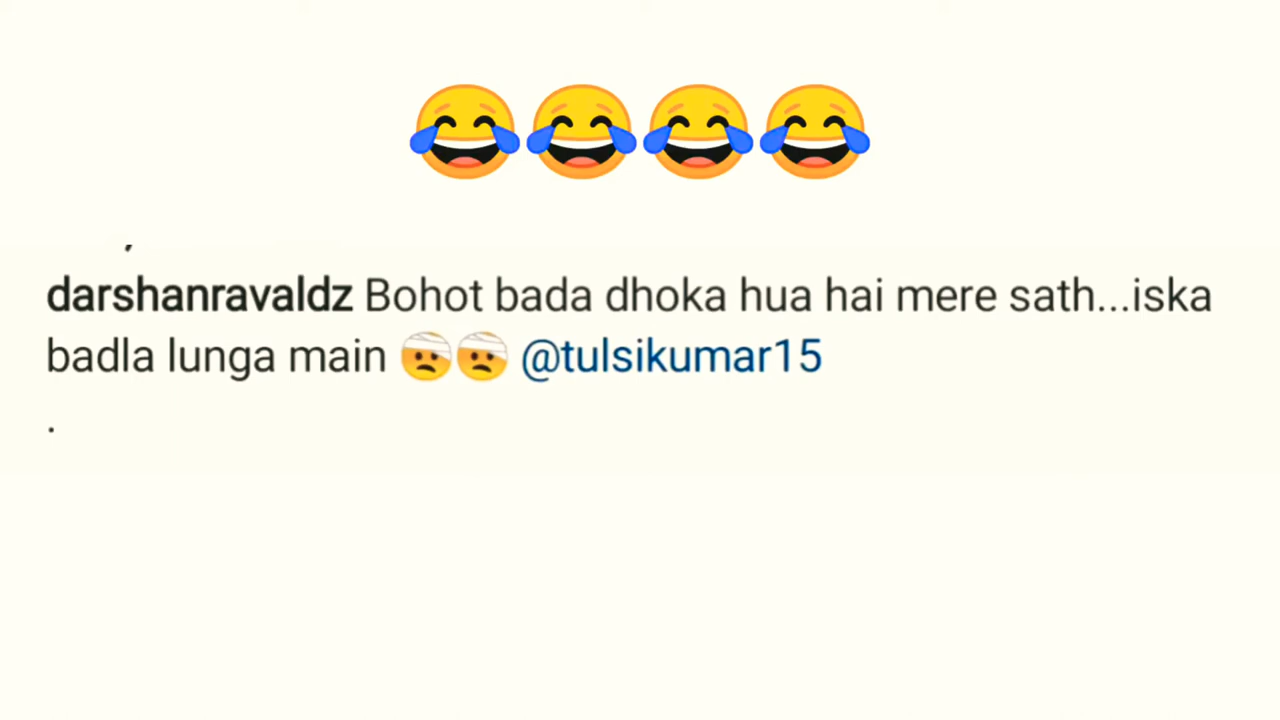 😂😂😂😂
darshanravaldz Bohot bada dhoka hua hai mere sath...iska
badla lunga main 🤕🤕 @tulsikumar15
.